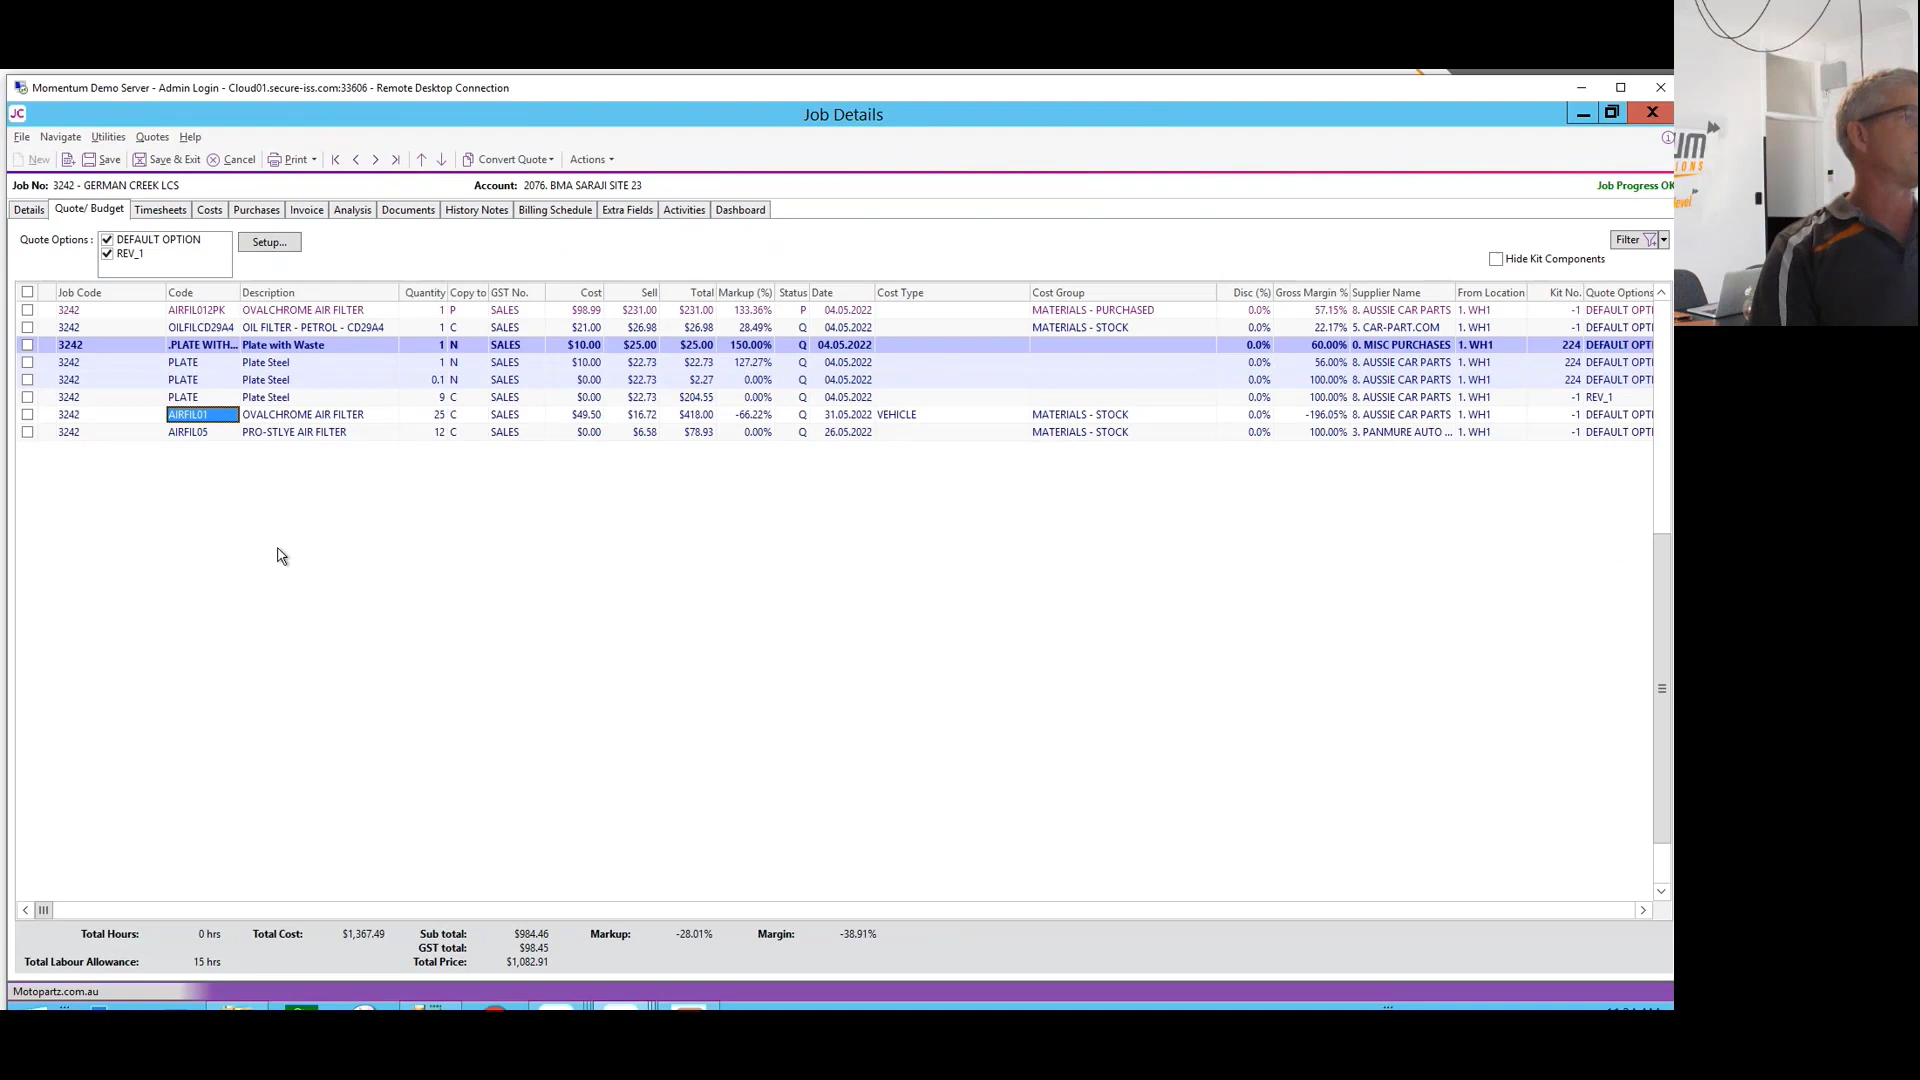 Momentum Demo Server - Admin Login - Cloud01.secure-iss.com:33606 - Remote Desktop Connection
JC Job Details
File Navigate Utilities Quotes Help
New Save Save & Exit Cancel Print Convert Quote Actions
Job No: 3242 - GERMAN CREEK LCS Account: 2076. BMA SARAJI SITE 23 Job Progress OK
Details Quote/ Budget Timesheets Costs Purchases Invoice Analysis Documents History Notes Billing Schedule Extra Fields Activities Dashboard
Quote Options : DEFAULT OPTION Setup... Filter
REV_1 Hide Kit Components
Job Code Code Description Quantity Copy to GST No. Cost Sell Total Markup (%) Status Date Cost Type Cost Group Disc (%) Gross Margin % Supplier Name From Location Kit No. Quote Options
3242 AIRFIL012PK OVALCHROME AIR FILTER 1 P SALES $98.99 $231.00 $231.00 133.36% P 04.05.2022 MATERIALS - PURCHASED 0.0% 57.15% 8. AUSSIE CAR PARTS 1. WH1 -1 DEFAULT OPTI
3242 OILFILCD29A4 OIL FILTER - PETROL - CD29A4 1 C SALES $21.00 $26.98 $26.98 28.49% Q 04.05.2022 MATERIALS - STOCK 0.0% 22.17% 5. CAR-PART.COM 1. WH1 -1 DEFAULT OPTI
3242 .PLATE WITH... Plate with Waste 1 N SALES $10.00 $25.00 $25.00 150.00% Q 04.05.2022 0.0% 60.00% 0. MISC PURCHASES 1. WH1 224 DEFAULT OPTI
3242 PLATE Plate Steel 1 N SALES $10.00 $22.73 $22.73 127.27% Q 04.05.2022 0.0% 56.00% 8. AUSSIE CAR PARTS 1. WH1 224 DEFAULT OPTI
3242 PLATE Plate Steel 0.1 N SALES $0.00 $22.73 $2.27 0.00% Q 04.05.2022 0.0% 100.00% 8. AUSSIE CAR PARTS 1. WH1 224 DEFAULT OPTI
3242 PLATE Plate Steel 9 C SALES $0.00 $22.73 $204.55 0.00% Q 04.05.2022 0.0% 100.00% 8. AUSSIE CAR PARTS 1. WH1 -1 REV_1
3242 AIRFIL01 OVALCHROME AIR FILTER 25 C SALES $49.50 $16.72 $418.00 -66.22% Q 31.05.2022 VEHICLE MATERIALS - STOCK 0.0% -196.05% 8. AUSSIE CAR PARTS 1. WH1 -1 DEFAULT OPTI
3242 AIRFIL05 PRO-STLYE AIR FILTER 12 C SALES $0.00 $6.58 $78.93 0.00% Q 26.05.2022 MATERIALS - STOCK 0.0% 100.00% 3. PANMURE AUTO ... 1. WH1 -1 DEFAULT OPTI
Total Hours: 0 hrs Total Cost: $1,367.49 Sub total: $984.46 Markup: -28.01% Margin: -38.91%
GST total: $98.45
Total Labour Allowance: 15 hrs Total Price: $1,082.91
Motopartz.com.au